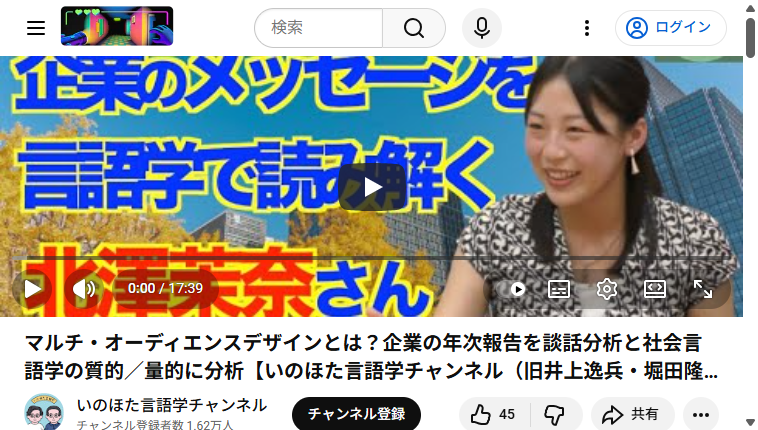 検索
ログイン
企業のメッセージを
言語学で読み解く
北澤茉奈さん
0:00 / 17:39
マルチ・オーディエンスデザインとは？企業の年次報告を談話分析と社会言
語学の質的／量的に分析【いのほた言語学チャンネル（旧井上逸兵・堀田隆...
いのほた言語学チャンネル
チャンネル登録者数 1.62万人
チャンネル登録
45
共有